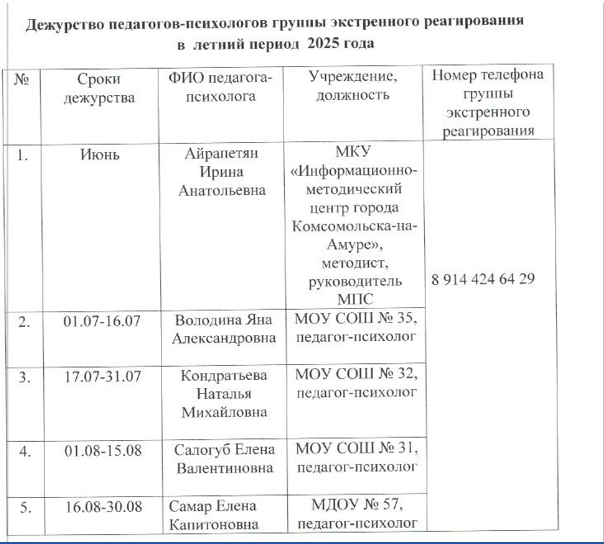 Дежурство педагогов-психологов группы экстренного реагирования
в летний период 2025 года
№
Сроки
дежурства
ФИО педагога-
психолога
Учреждение,
должность
Номер телефона
группы
экстренного
реагирования
1.
Июнь
Айрапетян
Ирина
Анатольевна
МКУ
«Информационно-
методический
центр города
Комсомольска-на-
Амуре»,
методист,
руководитель
МПС
8 914 424 64 29
2.
01.07-16.07
Володина Яна
Александровна
МОУ СОШ № 35,
педагог-психолог
3.
17.07-31.07
Кондратьева
Наталья
Михайловна
МОУ СОШ № 32,
педагог-психолог
4.
01.08-15.08
Салогуб Елена
Валентиновна
МОУ СОШ № 31,
педагог-психолог
5.
16.08-30.08
Самар Елена
Капитоновна
МДОУ № 57,
педагог-психолог